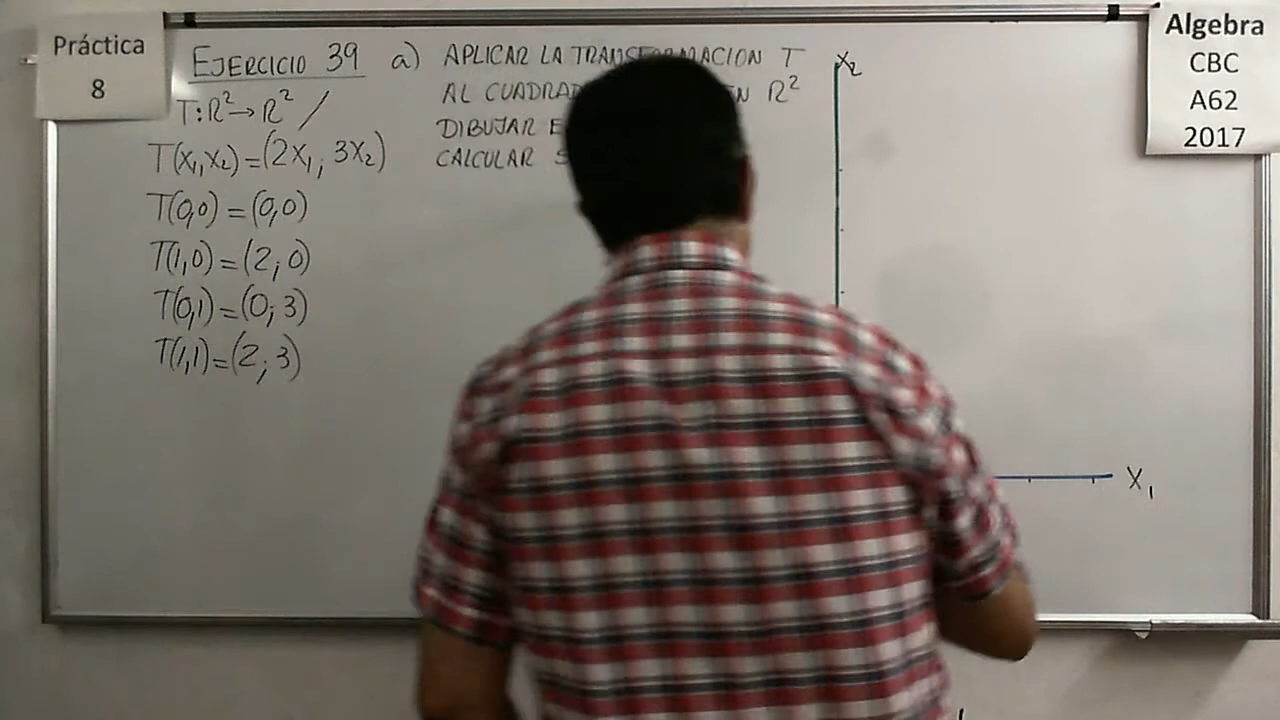 Práctica
8
EJERCICIO 39 a) APLICAR LA TRANSFORMACION T
AL CUADRAD N R²
DIBUJAR E
CALCULAR S
T:R²→R² /
T(x₁,x₂)=(2x₁; 3x₂)
T(0,0)=(0,0)
T(1,0)=(2;0)
T(0,1)=(0;3)
T(1,1)=(2;3)
x₂
x₁
Algebra
CBC
A62
2017